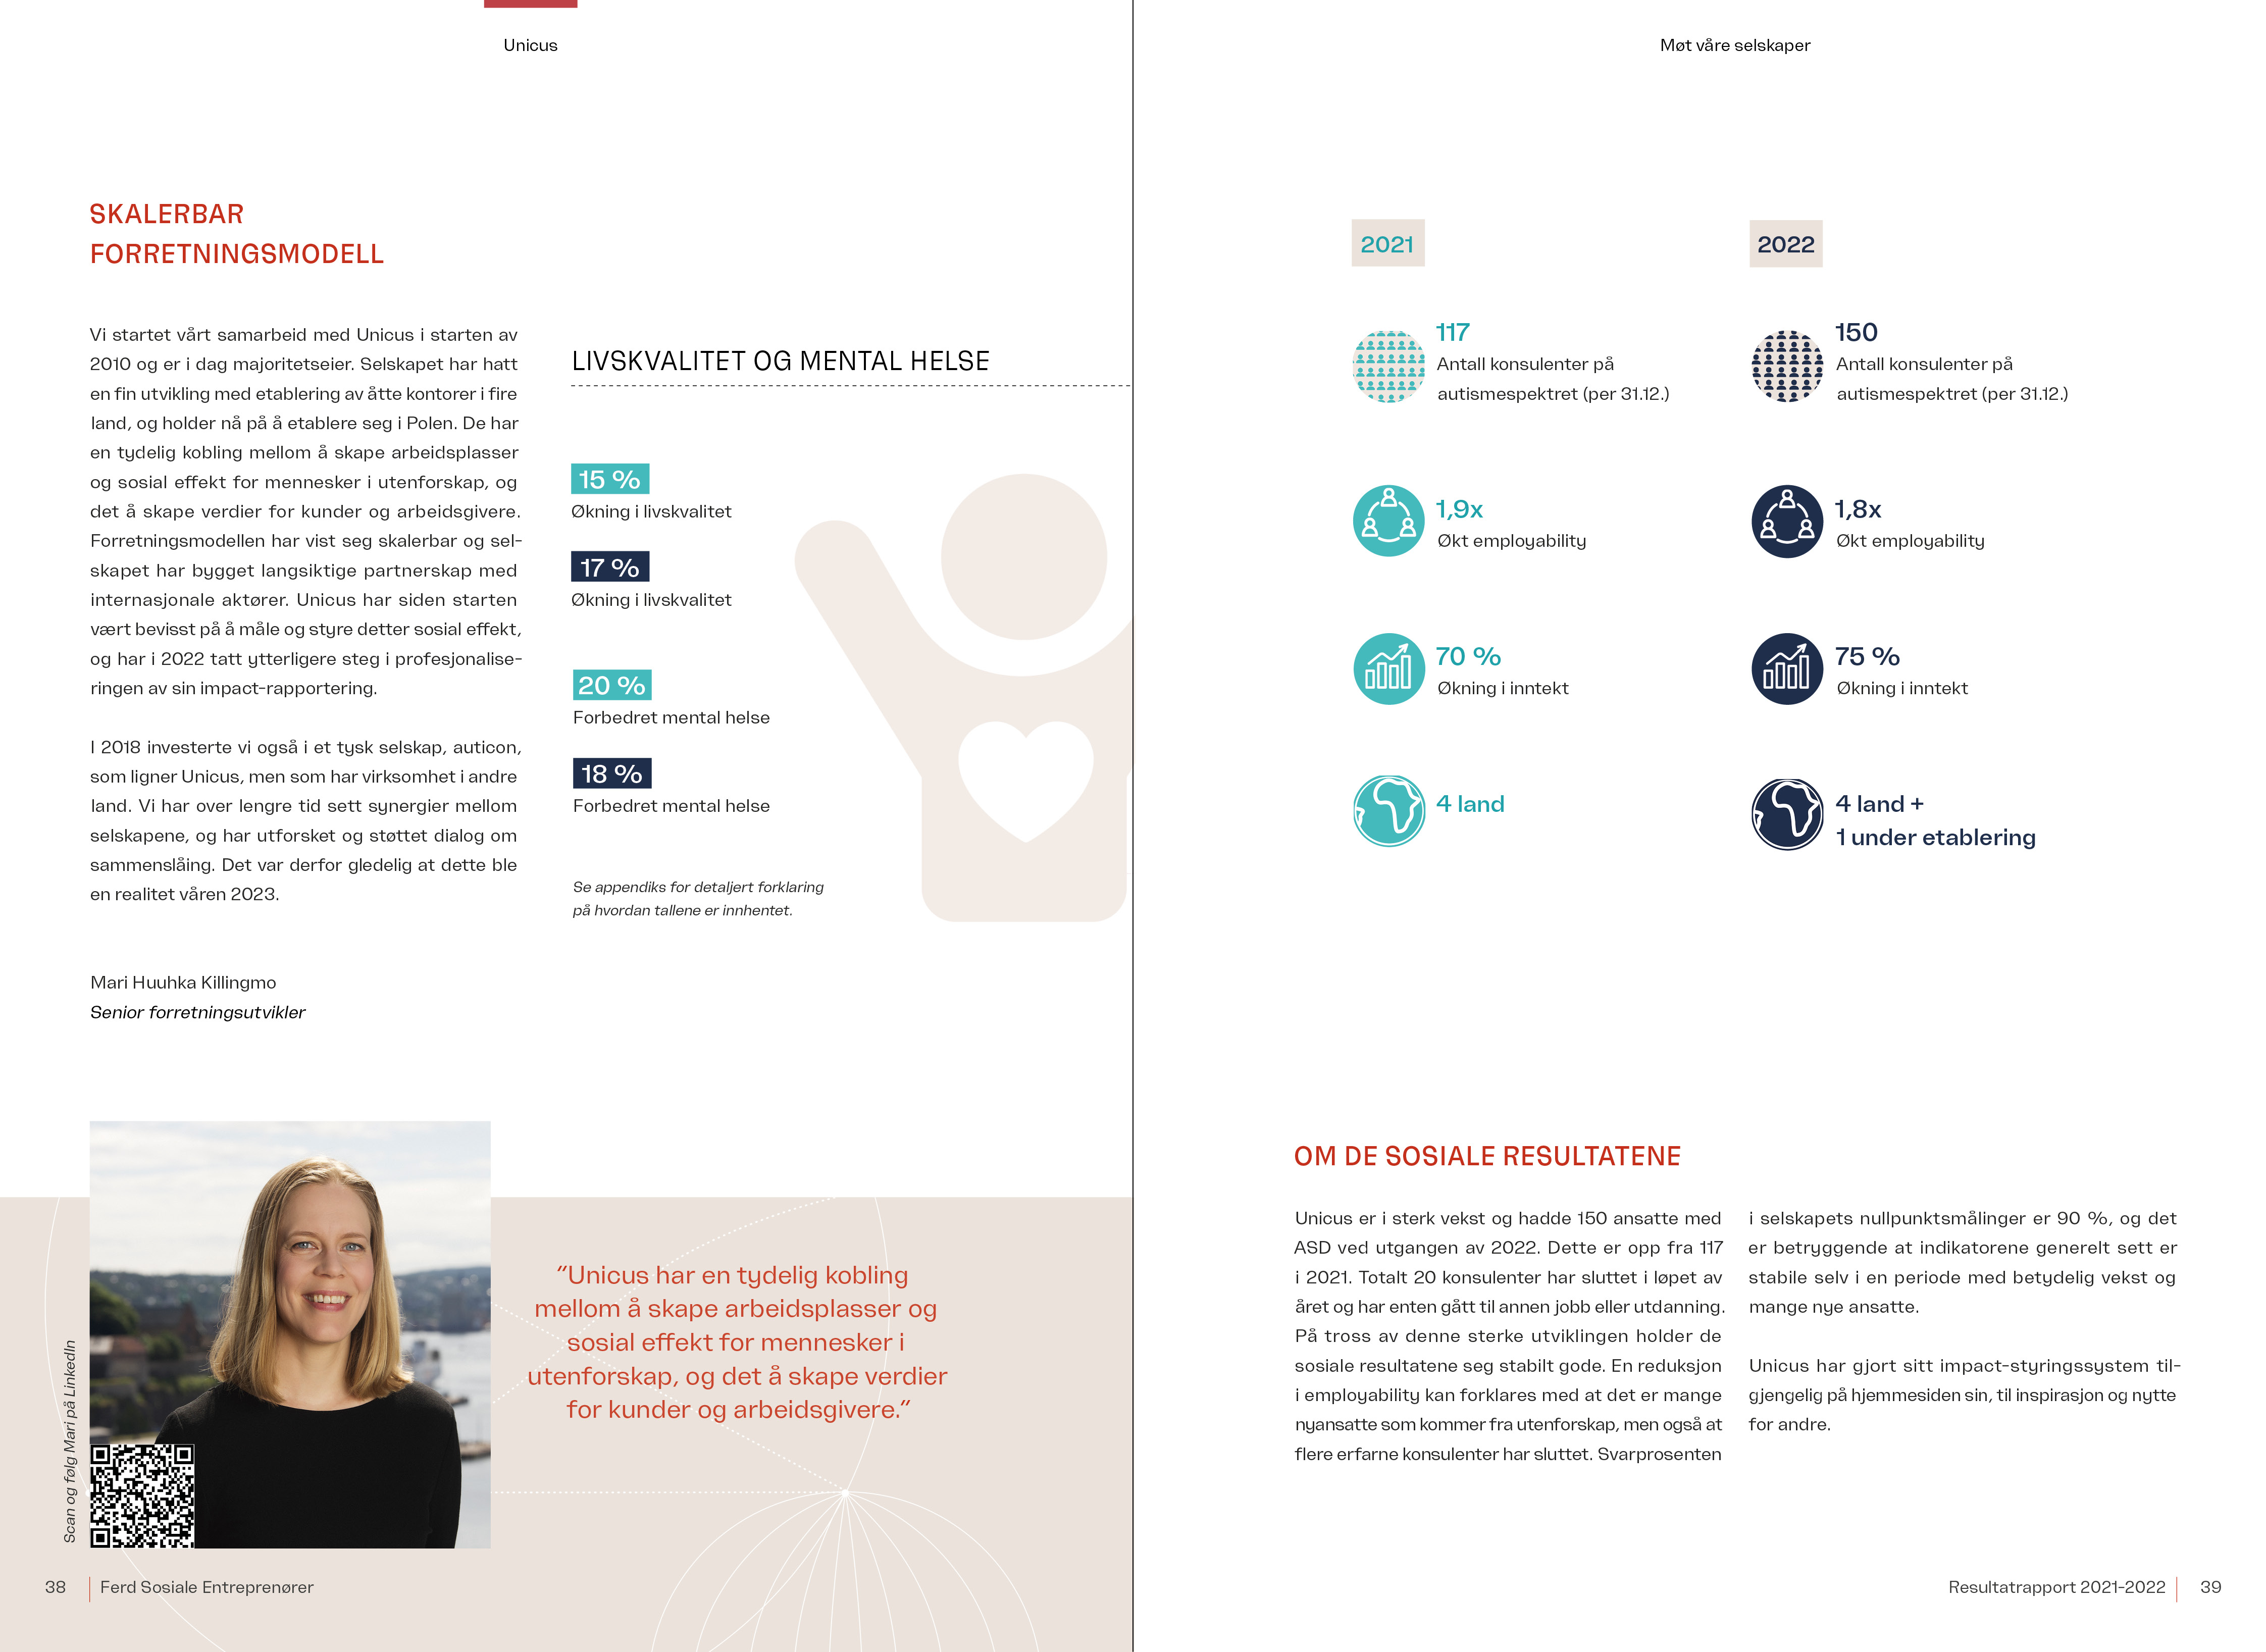 Unicus
SKALERBAR
FORRETNINGSMODELL
Vi startet vårt samarbeid med Unicus i starten av
2010 og er i dag majoritetseier. Selskapet har hatt
en fin utvikling med etablering av åtte kontorer i fire
land, og holder nå på å etablere seg i Polen. De har
en tydelig kobling mellom å skape arbeidsplasser
og sosial effekt for mennesker i utenforskap, og
det å skape verdier for kunder og arbeidsgivere.
Forretningsmodellen har vist seg skalerbar og sel-
skapet har bygget langsiktige partnerskap med
internasjonale aktører. Unicus har siden starten
vært bevisst på å måle og styre detter sosial effekt,
og har i 2022 tatt ytterligere steg i profesjonalise-
ringen av sin impact-rapportering.
I 2018 investerte vi også i et tysk selskap, auticon,
som ligner Unicus, men som har virksomhet i andre
land. Vi har over lengre tid sett synergier mellom
selskapene, og har utforsket og støttet dialog om
sammenslåing. Det var derfor gledelig at dette ble
en realitet våren 2023.
Mari Huuhka Killingmo
Senior forretningsutvikler
LIVSKVALITET OG MENTAL HELSE
15 %
Økning i livskvalitet
17 %
Økning i livskvalitet
20 %
Forbedret mental helse
18 %
Forbedret mental helse
Se appendiks for detaljert forklaring
på hvordan tallene er innhentet.
Scan og følg Mari på LinkedIn
"Unicus har en tydelig kobling
mellom å skape arbeidsplasser og
sosial effekt for mennesker i
utenforskap, og det å skape verdier
for kunder og arbeidsgivere."
38
Ferd Sosiale Entreprenører
Møt våre selskaper
2021
117
Antall konsulenter på
autismespektret (per 31.12.)
1,9x
Økt employability
70 %
Økning i inntekt
4 land
2022
150
Antall konsulenter på
autismespektret (per 31.12.)
1,8x
Økt employability
75 %
Økning i inntekt
4 land +
1 under etablering
OM DE SOSIALE RESULTATENE
Unicus er i sterk vekst og hadde 150 ansatte med
ASD ved utgangen av 2022. Dette er opp fra 117
i 2021. Totalt 20 konsulenter har sluttet i løpet av
året og har enten gått til annen jobb eller utdanning.
På tross av denne sterke utviklingen holder de
sosiale resultatene seg stabilt gode. En reduksjon
i employability kan forklares med at det er mange
nyansatte som kommer fra utenforskap, men også at
flere erfarne konsulenter har sluttet. Svarprosenten
i selskapets nullpunktsmålinger er 90 %, og det
er betryggende at indikatorene generelt sett er
stabile selv i en periode med betydelig vekst og
mange nye ansatte.
Unicus har gjort sitt impact-styringssystem til-
gjengelig på hjemmesiden sin, til inspirasjon og nytte
for andre.
Resultatrapport 2021-2022
39